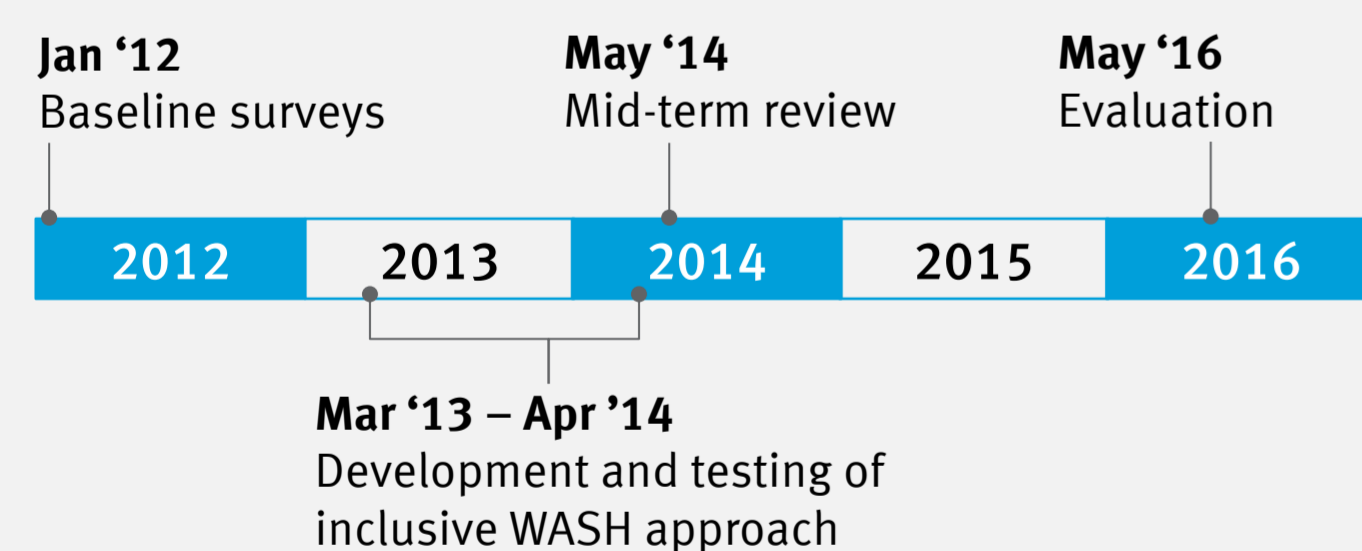 Jan ‘12
Baseline surveys
May ‘14
Mid-term review
May ‘16
Evaluation
2012
2013
2014
2015
2016
Mar ‘13 – Apr ’14
Development and testing of
inclusive WASH approach